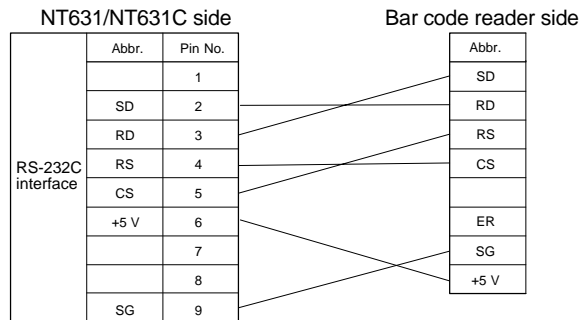 NT631/NT631C side
Bar code reader side
Abbr. Pin No.
1
SD 2
RD 3
RS 4
CS 5
+5 V 6
7
8
SG 9
RS-232C
interface
Abbr.
SD
RD
RS
CS
ER
SG
+5 V